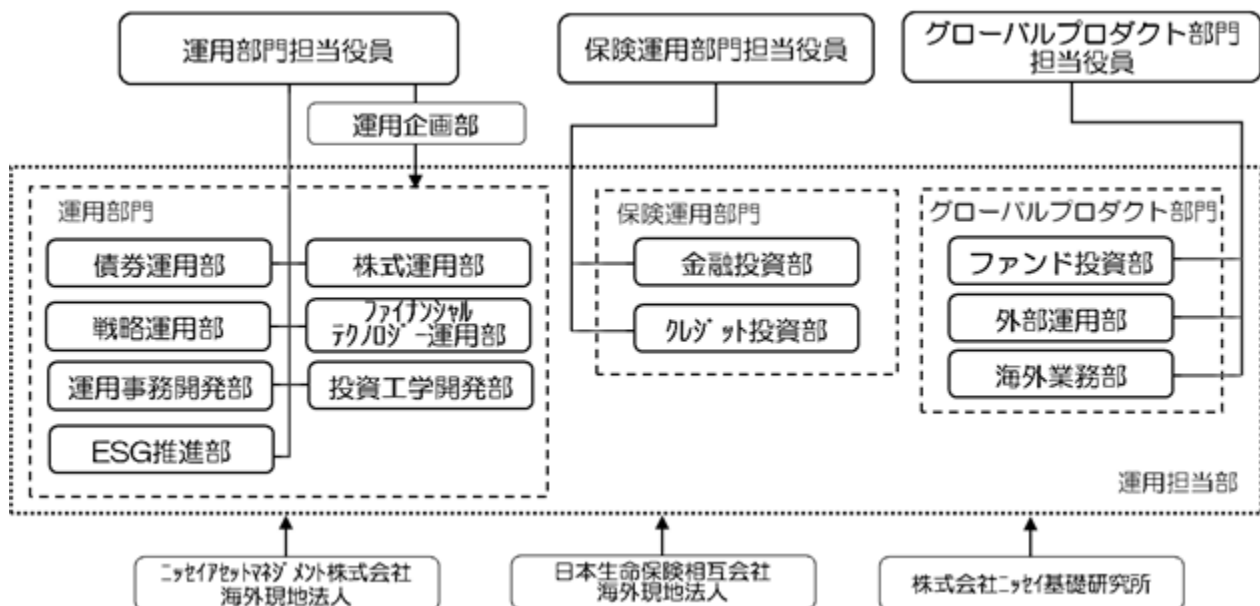 運用部門担当役員
保険運用部門担当役員
グローバルプロダクト部門
担当役員
運用企画部
運用部門
債券運用部
株式運用部
戦略運用部
ファイナンシャル
テクノロジー運用部
運用事務開発部
投資工学開発部
ESG推進部
保険運用部門
金融投資部
クレジット投資部
グローバルプロダクト部門
ファンド投資部
外部運用部
海外業務部
運用担当部
ニッセイアセットマネジメント株式会社
海外現地法人
日本生命保険相互会社
海外現地法人
株式会社ニッセイ基礎研究所